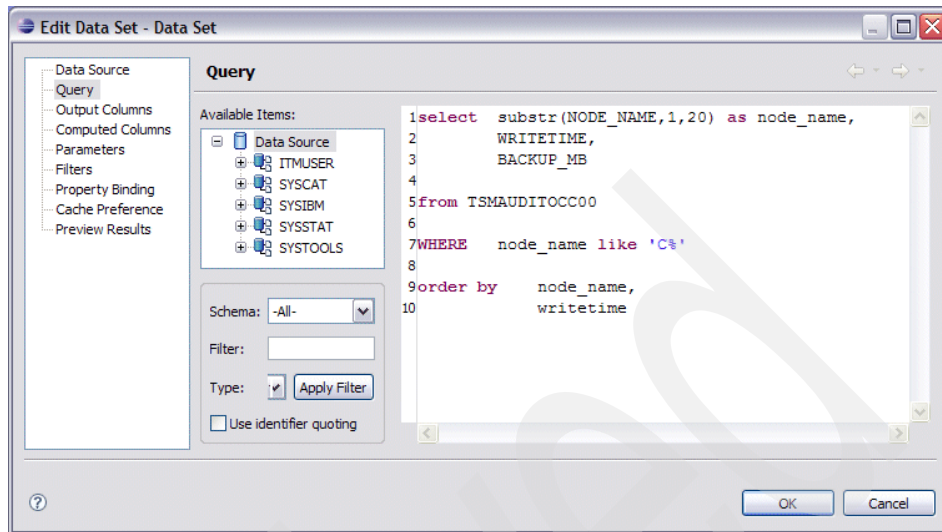 Edit Data Set - Data Set
Data Source
Query
Output Columns
Computed Columns
Parameters
Filters
Property Binding
Cache Preference
Preview Results
Query
Available Items:
Data Source
ITMUSER
SYSCAT
SYSIBM
SYSSTAT
SYSTOOLS
Schema: -All-
Filter:
Type: Apply Filter
Use identifier quoting
1select substr(NODE_NAME,1,20) as node_name,
2 WRITETIME,
3 BACKUP_MB
4
5from TSMAUDITOCC00
6
7WHERE node_name like 'C%'
8
9order by node_name,
10 writetime
? OK Cancel